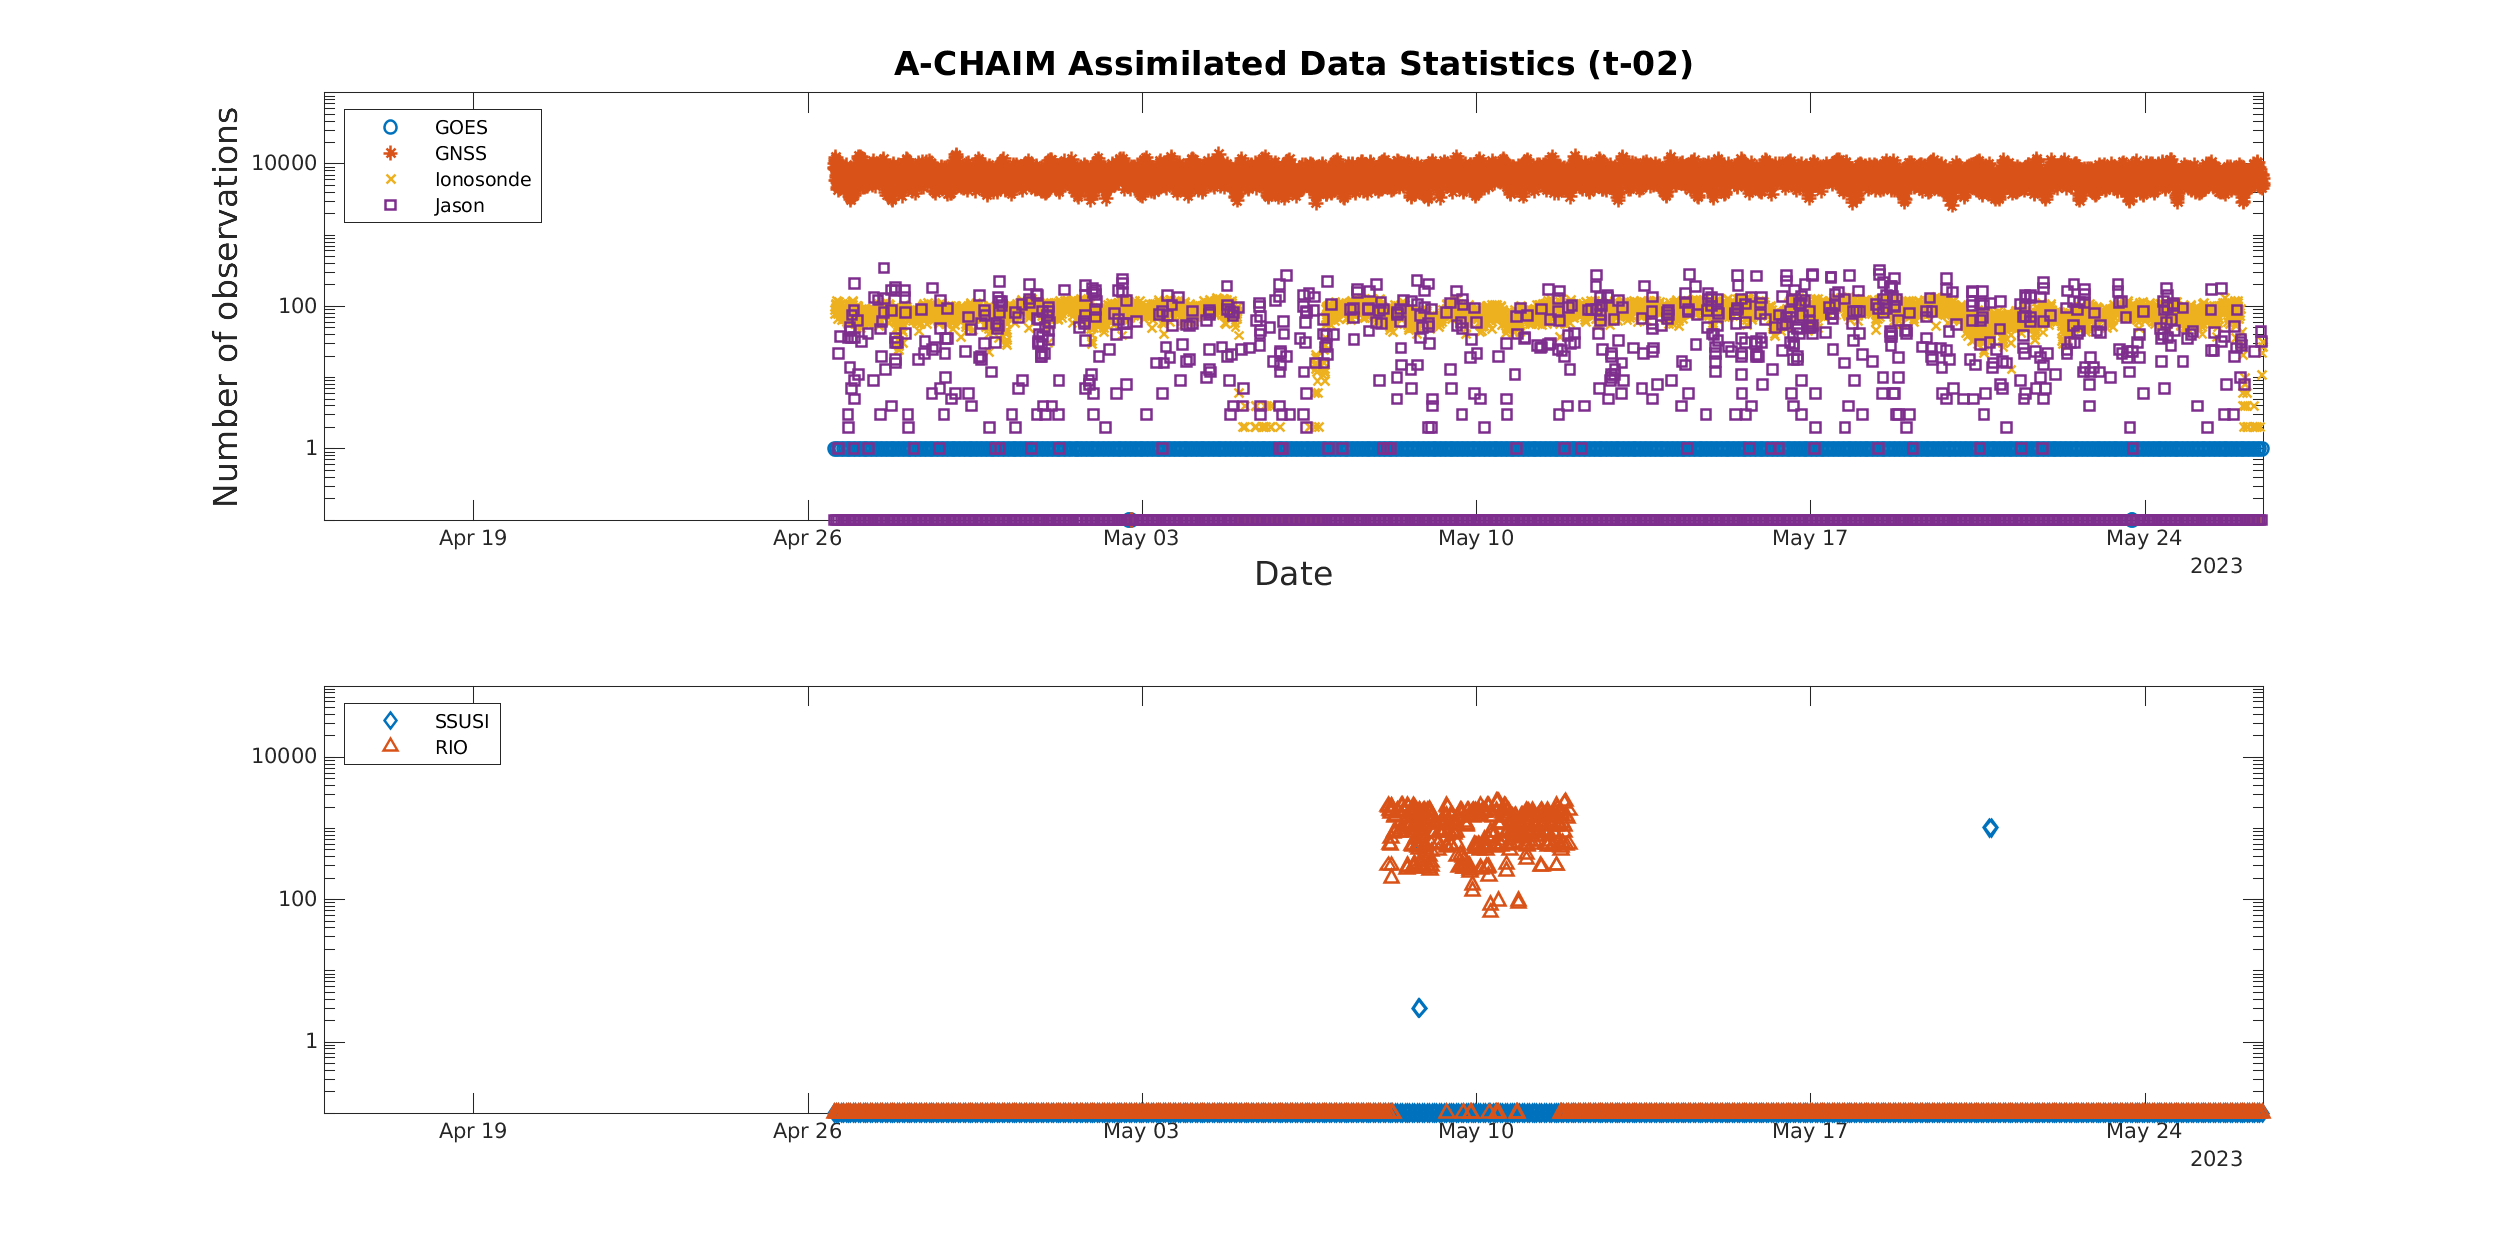 A-CHAIM Assimilated Data Statistics (t-02)
Number of observations
10000
100
1
GOES
GNSS
Ionosonde
Jason
Apr 19 Apr 26 May 03 May 10 May 17 May 24
2023
Date
10000
100
1
SSUSI
RIO
Apr 19 Apr 26 May 03 May 10 May 17 May 24
2023